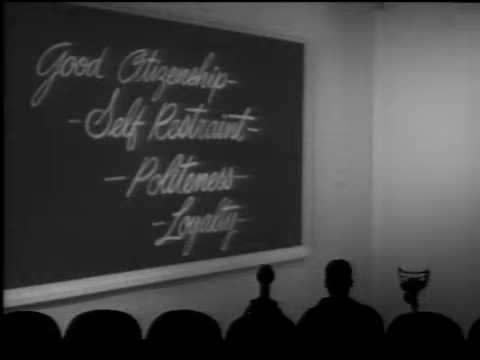 Good Citizenship-
-Self Restraint-
-Politeness-
-Loyalty-